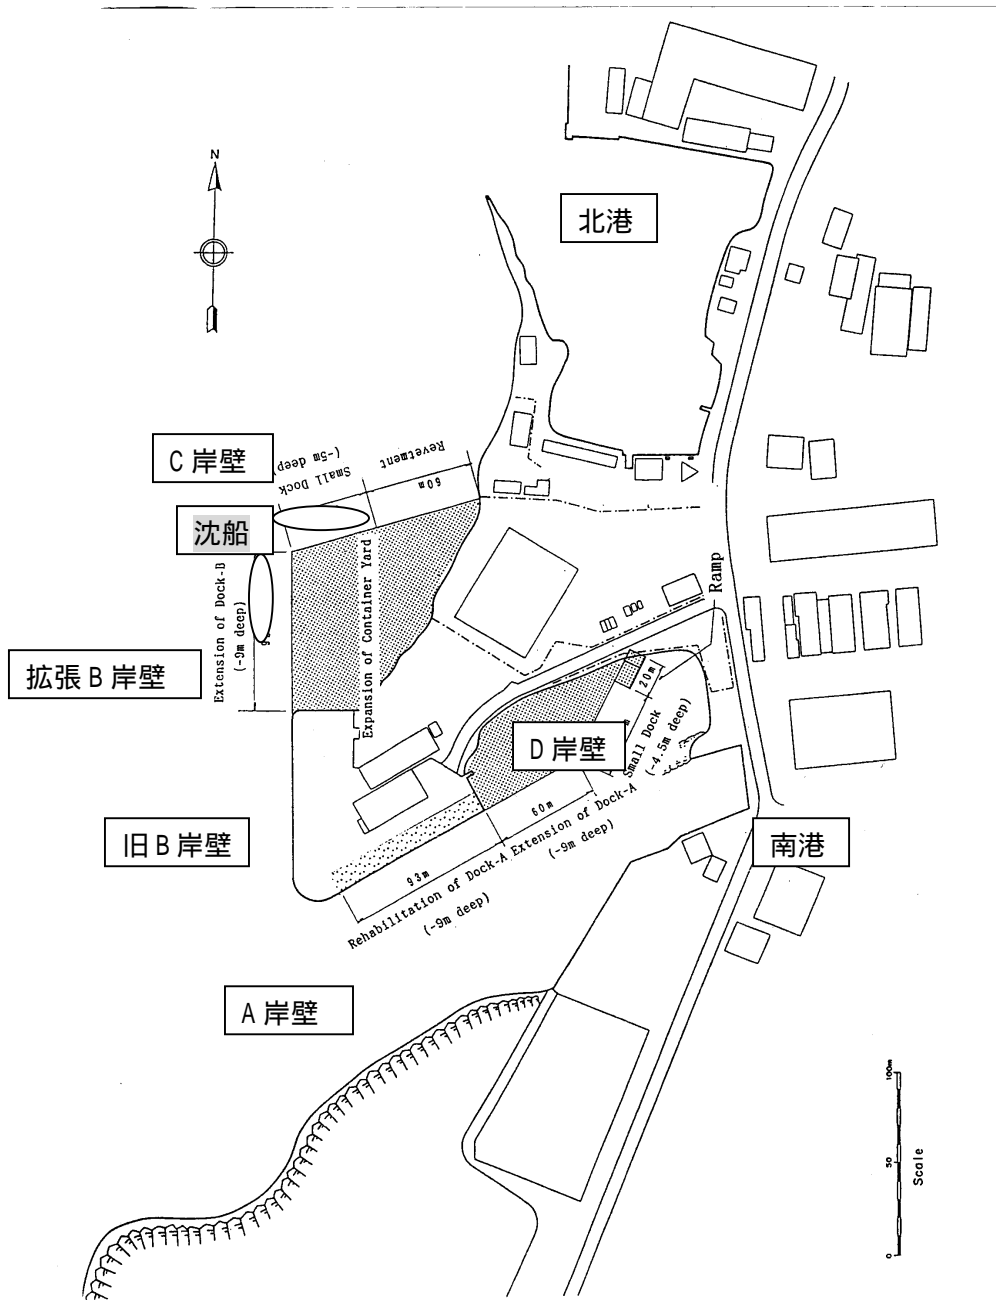 N
北港
C 岸壁
Small Dock
(-5m deep)
Revetment
60m
沈船
Extension of Dock-B
(-9m deep)
Expansion of Container Yard
Ramp
拡張 B 岸壁
20m
D 岸壁
Small Dock
(-4.5m deep)
60m
Extension of Dock-A
(-9m deep)
旧 B 岸壁
南港
93m
Rehabilitation of Dock-A
(-9m deep)
A 岸壁
100m
50
0
Scale